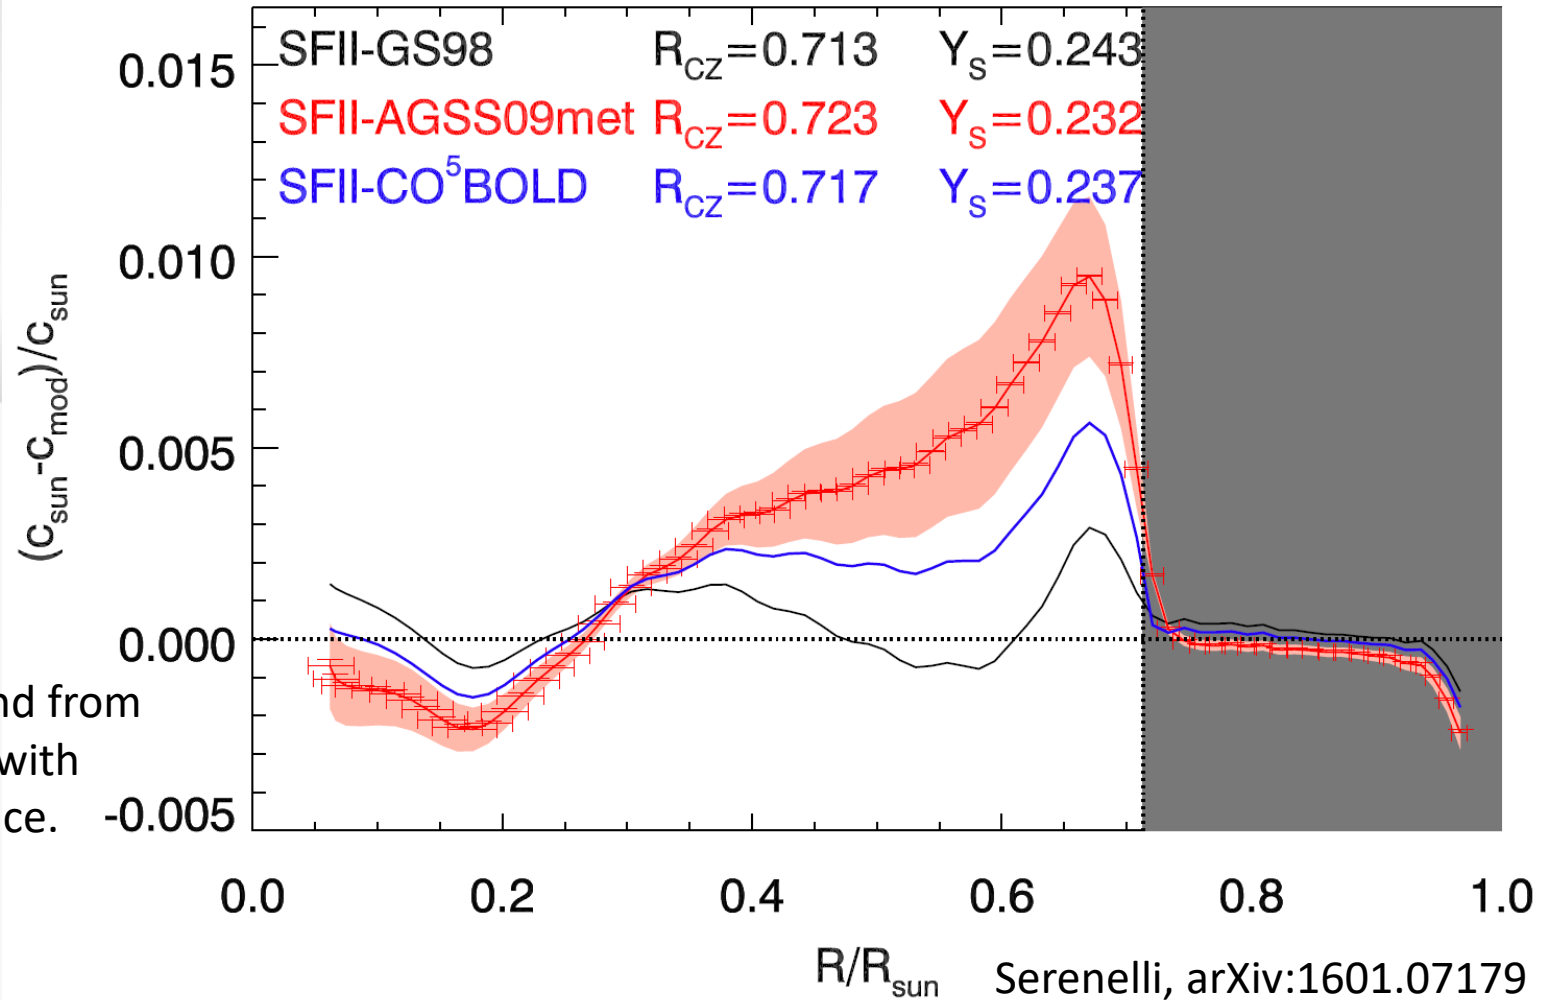 SFII-GS98 R_CZ=0.713 Y_S=0.243
SFII-AGSS09met R_CZ=0.723 Y_S=0.232
SFII-CO^5BOLD R_CZ=0.717 Y_S=0.237
0.015
0.010
0.005
0.000
-0.005
(c_sun-c_mod)/c_sun
nd from
with
ce.
0.0 0.2 0.4 0.6 0.8 1.0
R/R_sun
Serenelli, arXiv:1601.07179